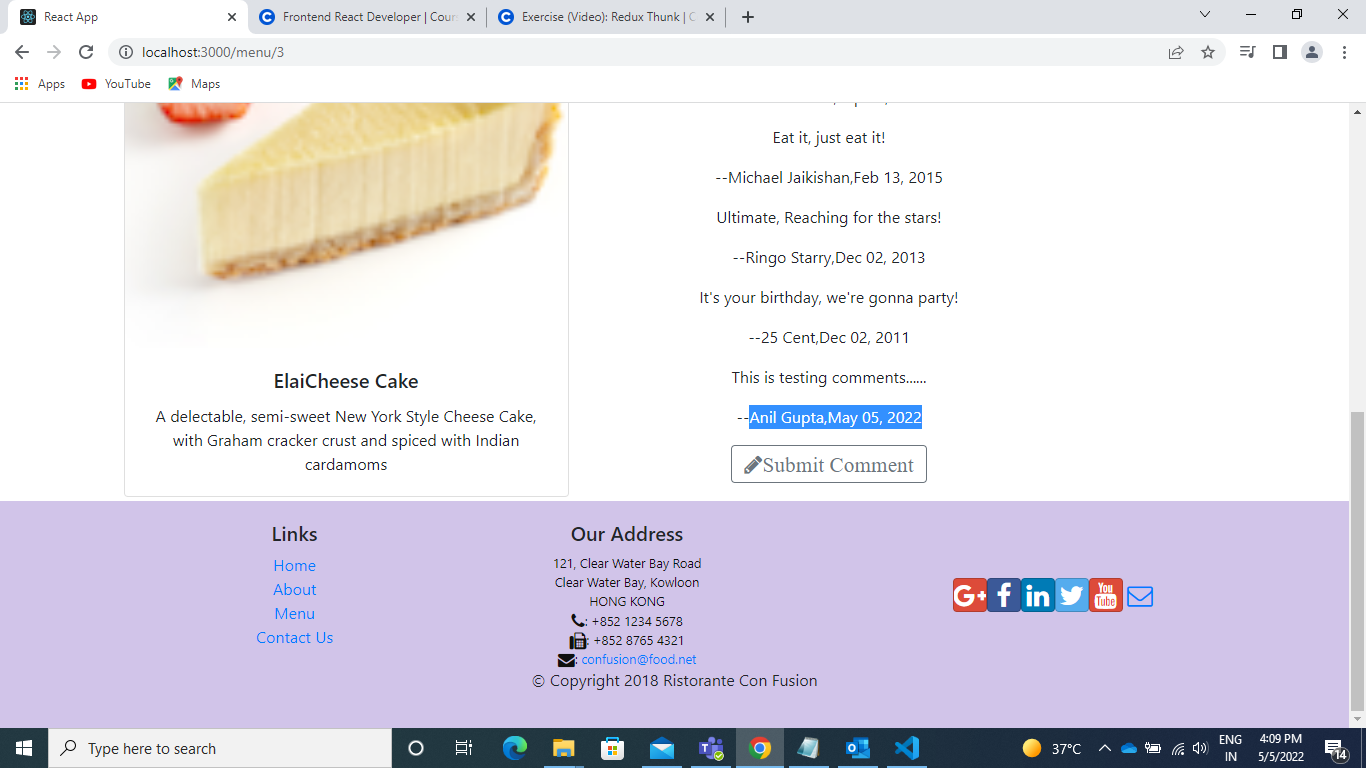 React App
Frontend React Developer | Cours
Exercise (Video): Redux Thunk | C
localhost:3000/menu/3
Apps
YouTube
Maps
Eat it, just eat it!
--Michael Jaikishan,Feb 13, 2015
Ultimate, Reaching for the stars!
--Ringo Starry,Dec 02, 2013
It's your birthday, we're gonna party!
--25 Cent,Dec 02, 2011
This is testing comments......
--Anil Gupta,May 05, 2022
Submit Comment
ElaiCheese Cake
A delectable, semi-sweet New York Style Cheese Cake,
with Graham cracker crust and spiced with Indian
cardamoms
Links
Home
About
Menu
Contact Us
Our Address
121, Clear Water Bay Road
Clear Water Bay, Kowloon
HONG KONG
: +852 1234 5678
: +852 8765 4321
: confusion@food.net
© Copyright 2018 Ristorante Con Fusion
G+
f
in
You
Tube
Type here to search
37°C
ENG
IN
4:09 PM
5/5/2022
14